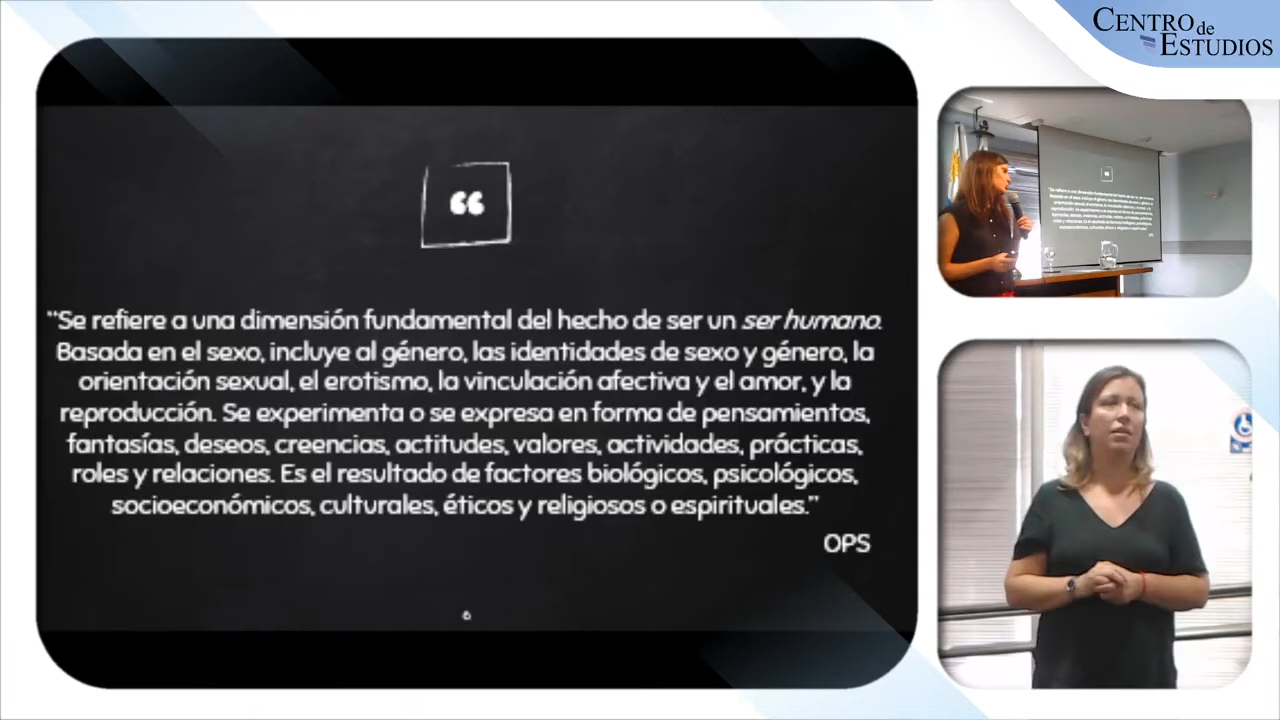 CENTRO de
ESTUDIOS
“
“Se refiere a una dimensión fundamental del hecho de ser un ser humano.
Basada en el sexo, incluye al género, las identidades de sexo y género, la
orientación sexual, el erotismo, la vinculación afectiva y el amor, y la
reproducción. Se experimenta o se expresa en forma de pensamientos,
fantasías, deseos, creencias, actitudes, valores, actividades, prácticas,
roles y relaciones. Es el resultado de factores biológicos, psicológicos,
socioeconómicos, culturales, éticos y religiosos o espirituales.”
OPS
6